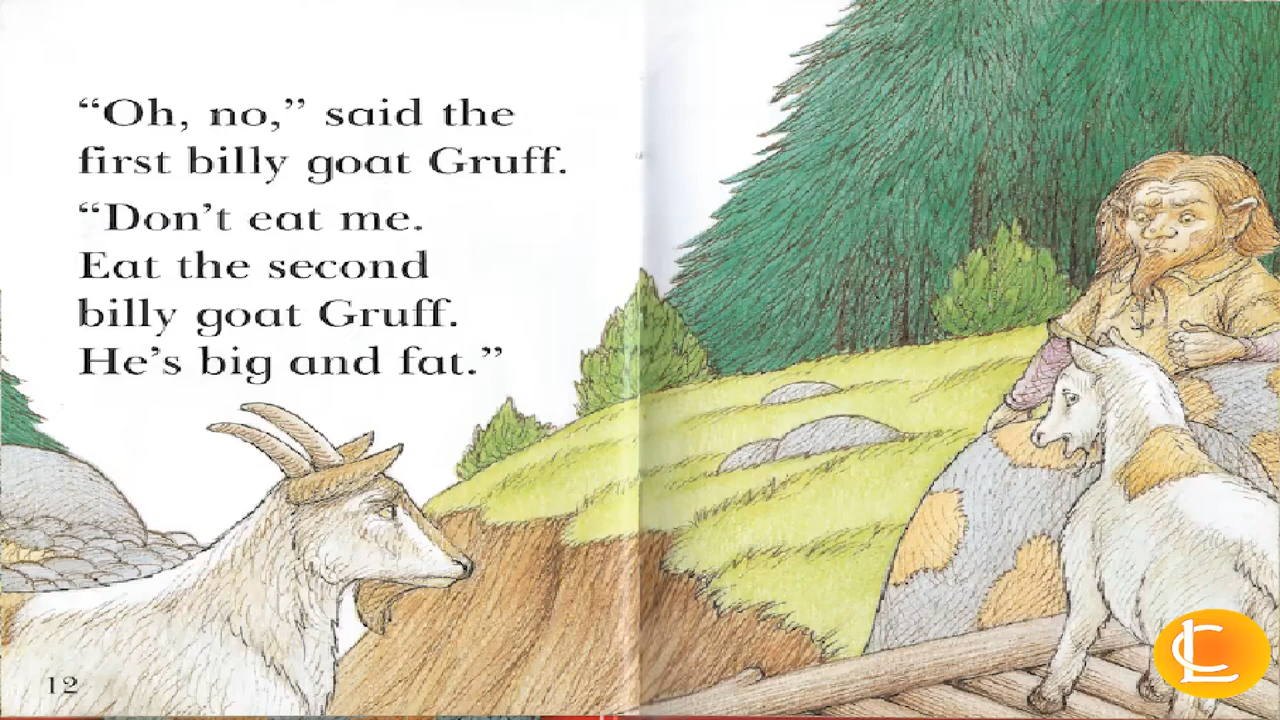 “Oh, no,” said the
first billy goat Gruff.
“Don’t eat me.
Eat the second
billy goat Gruff.
He’s big and fat.”
12
LC